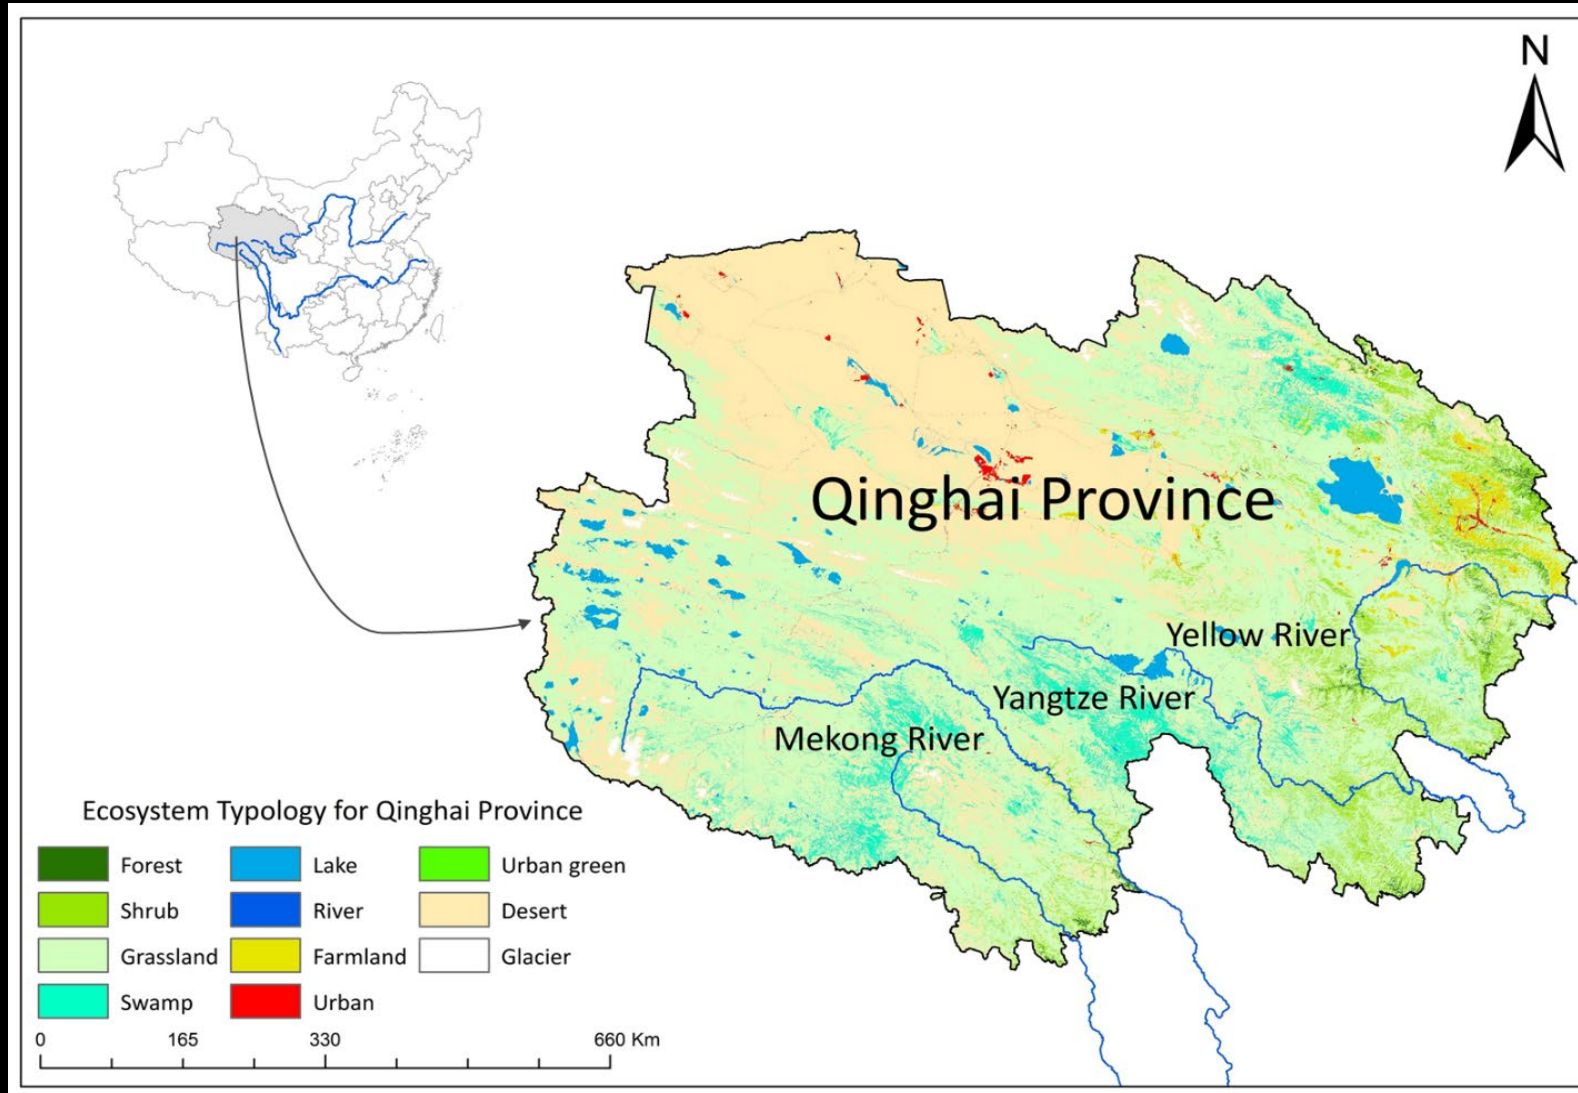 N
Qinghai Province
Yellow River
Yangtze River
Mekong River
Ecosystem Typology for Qinghai Province
Forest
Lake
Urban green
Shrub
River
Desert
Grassland
Farmland
Glacier
Swamp
Urban
0 165 330 660 Km